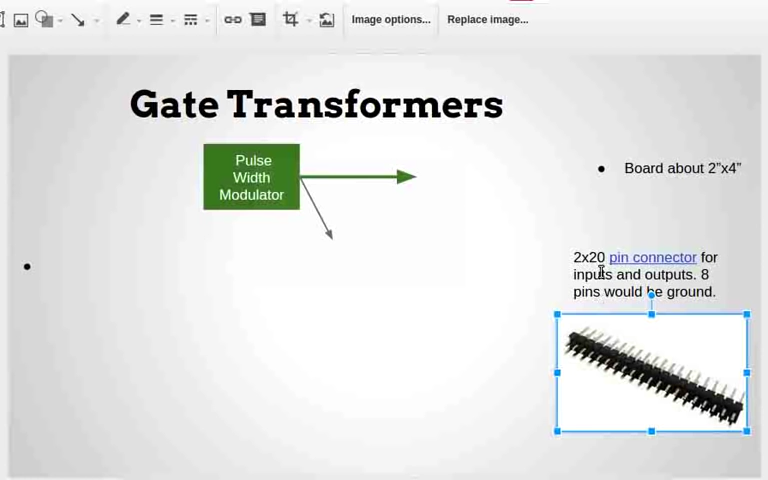 Image options...
Replace image...
Gate Transformers
Pulse
Width
Modulator
● Board about 2”x4”
●
2x20 pin connector for
inputs and outputs. 8
pins would be ground.